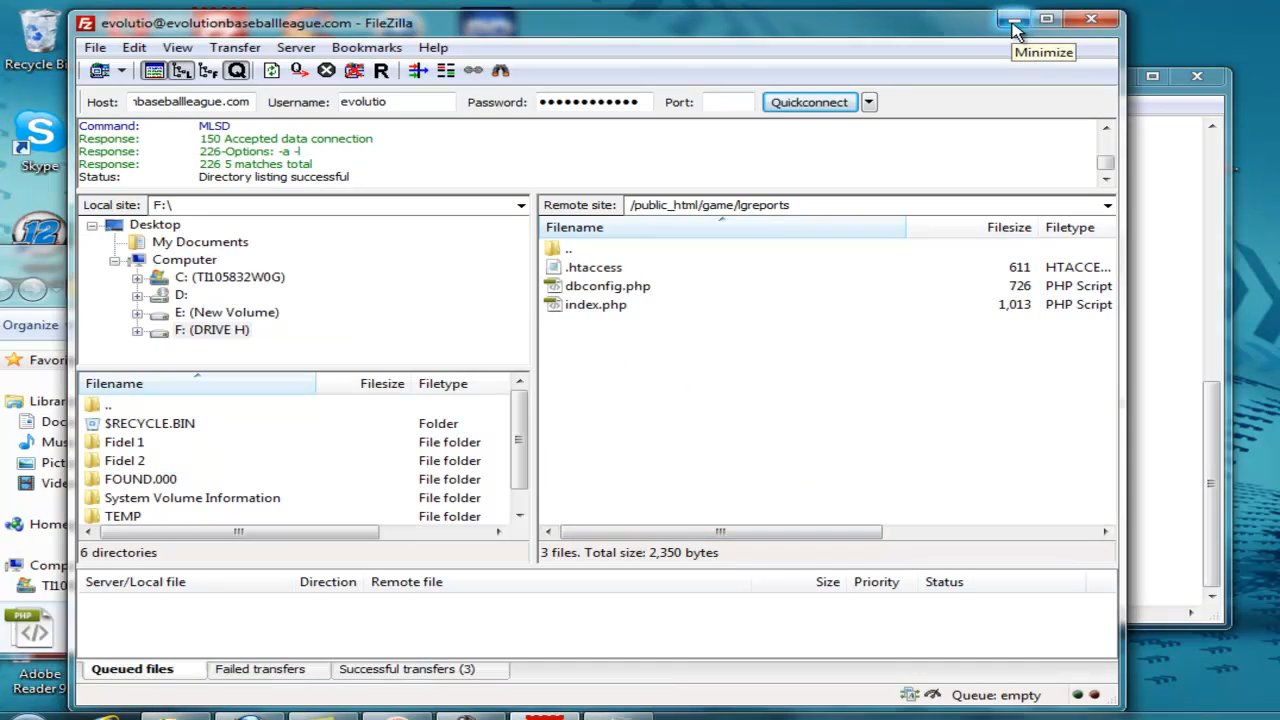 evolutio@evolutionbaseballleague.com - FileZilla
Recycle Bi
File Edit View Transfer Server Bookmarks Help
Minimize
Host: ıbaseballleague.com Username: evolutio Password: ●●●●●●●●●●●● Port: Quickconnect
Command: MLSD
Response: 150 Accepted data connection
Response: 226-Options: -a -l
Response: 226 5 matches total
Status: Directory listing successful
Skype
Local site: F:\
Remote site: /public_html/game/lgreports
Desktop
My Documents
Computer
C: (TI105832W0G)
D:
E: (New Volume)
F: (DRIVE H)
Filename Filesize Filetype
..
.htaccess 611 HTACCE...
dbconfig.php 726 PHP Script
index.php 1,013 PHP Script
Organize
Favori
Librar
Doc
Mus
Pict
Vide
Home
Comp
TI10
PHP
Adobe
Reader 9
Filename Filesize Filetype
..
$RECYCLE.BIN Folder
Fidel 1 File folder
Fidel 2 File folder
FOUND.000 File folder
System Volume Information File folder
TEMP File folder
6 directories
3 files. Total size: 2,350 bytes
Server/Local file Direction Remote file Size Priority Status
Queued files Failed transfers Successful transfers (3)
Queue: empty